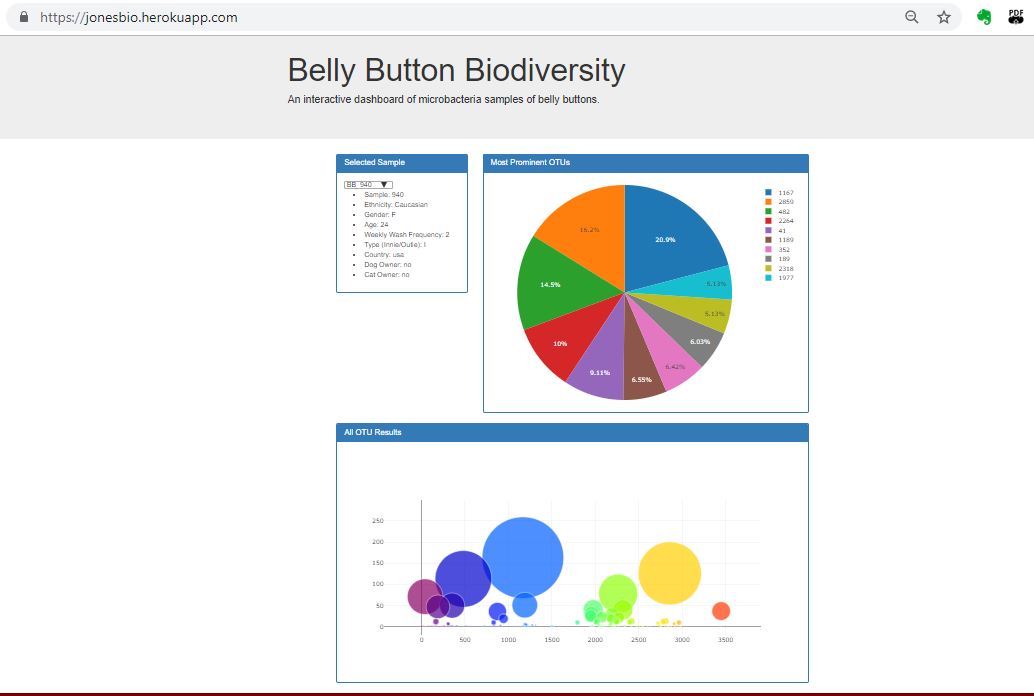 https://jonesbio.herokuapp.com
PDF
Belly Button Biodiversity
An interactive dashboard of microbacteria samples of belly buttons.
Selected Sample
BB_940
Sample: 940
Ethnicity: Caucasian
Gender: F
Age: 24
Weekly Wash Frequency: 2
Type (Innie/Outie): I
Country: usa
Dog Owner: no
Cat Owner: no
Most Prominent OTUs
16.2%
20.9%
14.5%
5.13%
5.13%
10%
6.03%
9.11%
6.55%
6.42%
1167
2859
482
2264
41
1189
352
189
2318
1977
All OTU Results
250
200
150
100
50
0
0 500 1000 1500 2000 2500 3000 3500